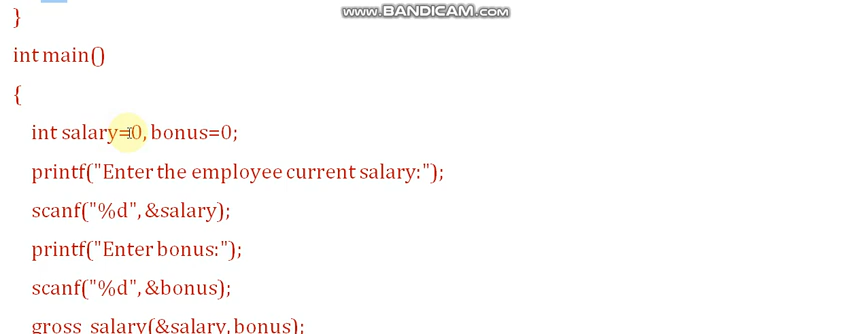 WWW.BANDICAM.COM
}
int main()
{
int salary=0, bonus=0;
printf("Enter the employee current salary:");
scanf("%d", &salary);
printf("Enter bonus:");
scanf("%d", &bonus);
gross_salary(&salary, bonus);